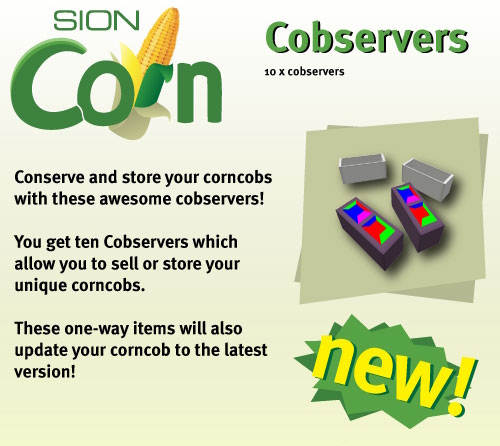 SION
Corn
Cobservers
10 x cobservers
Conserve and store your corncobs
with these awesome cobservers!
You get ten Cobservers which
allow you to sell or store your
unique corncobs.
These one-way items will also
update your corncob to the latest
version!
new!